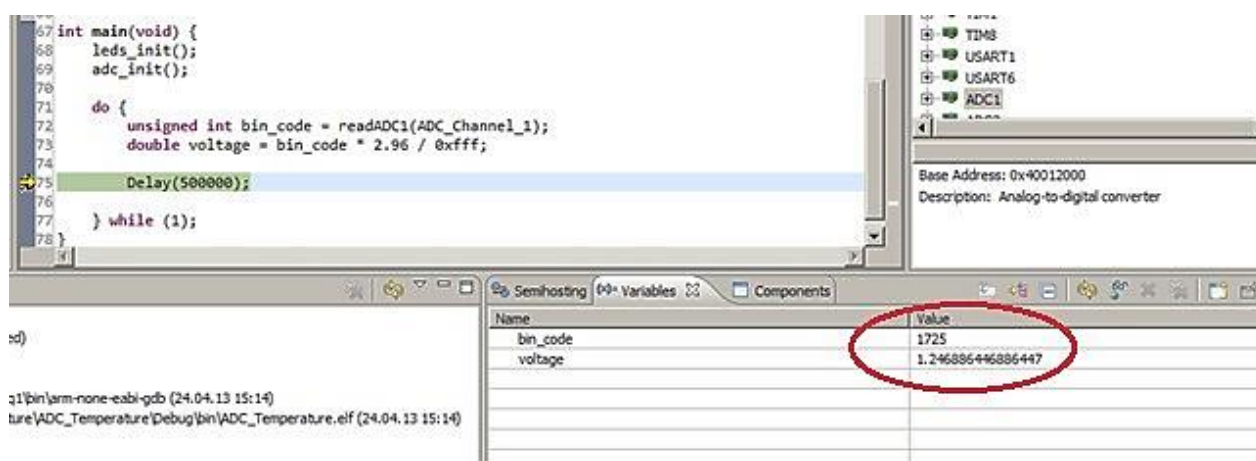 67 int main(void) {
68 leds_init();
69 adc_init();
70
71 do {
72 unsigned int bin_code = readADC1(ADC_Channel_1);
73 double voltage = bin_code * 2.96 / 0xfff;
74
75 Delay(500000);
76
77 } while (1);
78 }
TIM8
USART1
USART6
ADC1
Base Address: 0x40012000
Description: Analog-to-digital converter
Semihosting (x)= Variables Components
Name Value
bin_code 1725
voltage 1.246886446886447
ed)
q1\bin\arm-none-eabi-gdb (24.04.13 15:14)
ture\ADC_Temperature\Debug\bin\ADC_Temperature.elf (24.04.13 15:14)